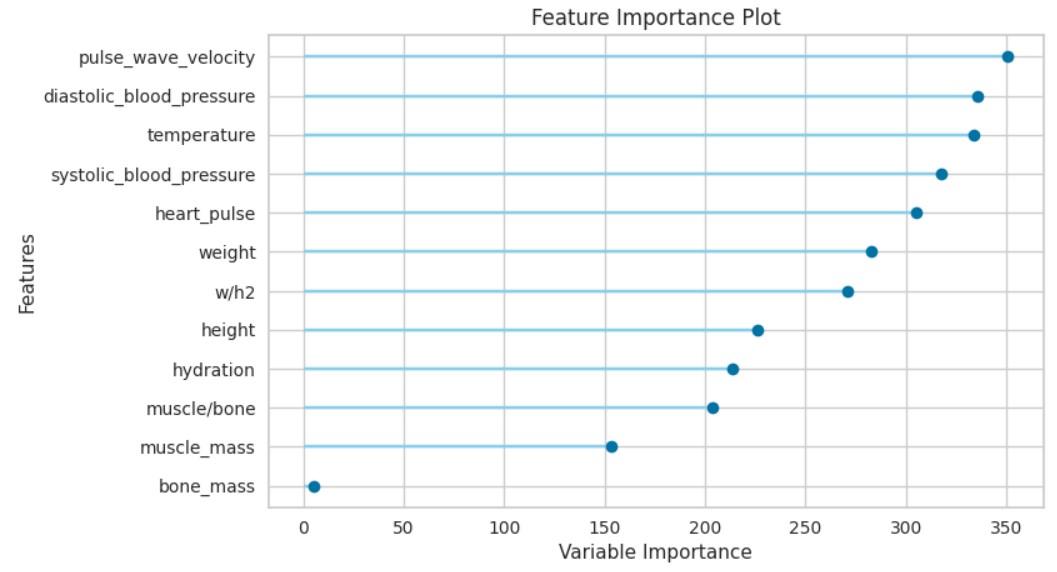 Feature Importance Plot
pulse_wave_velocity
diastolic_blood_pressure
temperature
systolic_blood_pressure
heart_pulse
weight
w/h2
height
hydration
muscle/bone
muscle_mass
bone_mass
Features
0 50 100 150 200 250 300 350
Variable Importance